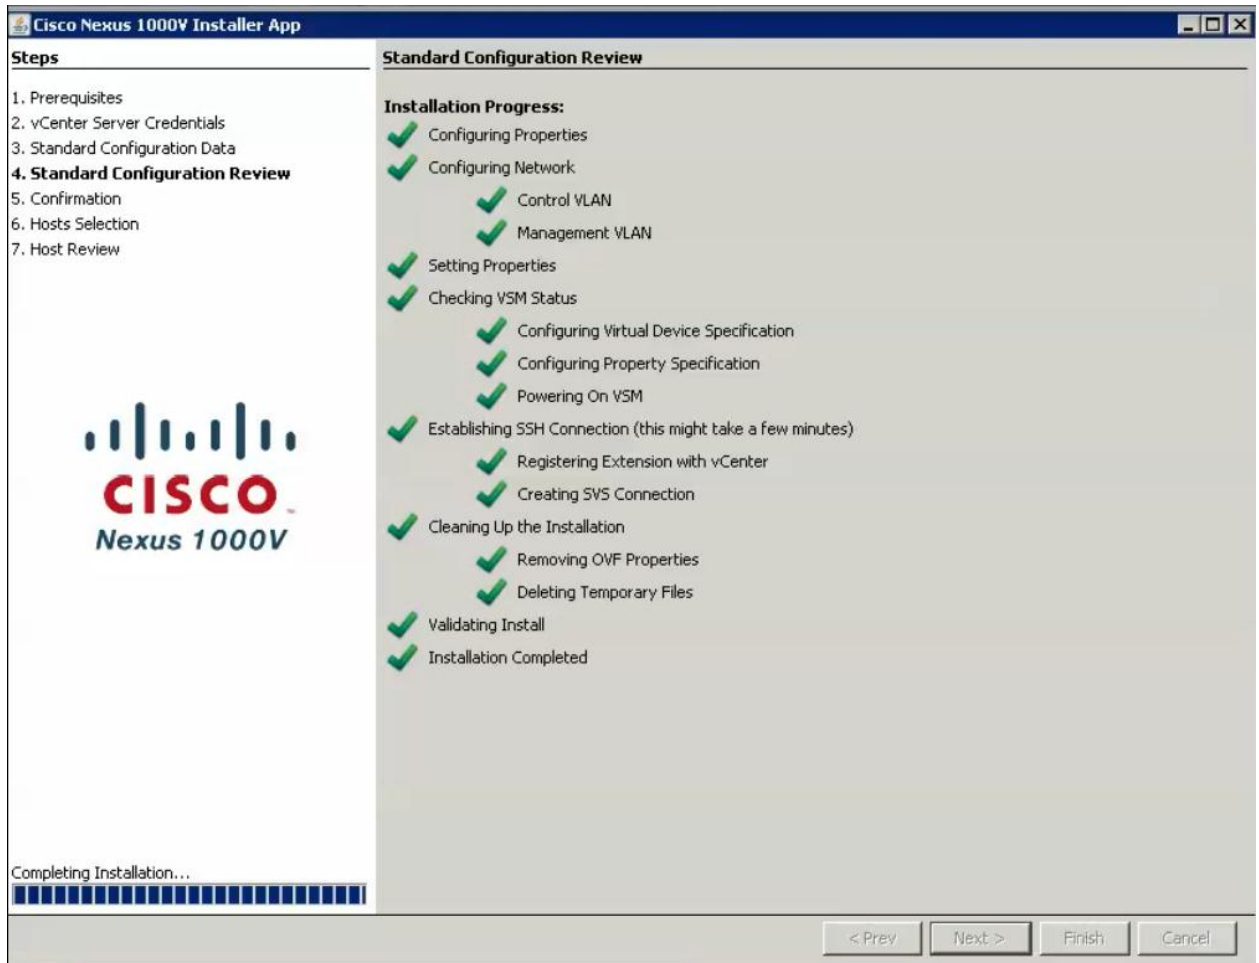 Cisco Nexus 1000V Installer App
Steps
1. Prerequisites
2. vCenter Server Credentials
3. Standard Configuration Data
4. Standard Configuration Review
5. Confirmation
6. Hosts Selection
7. Host Review
CISCO
Nexus 1000V
Completing Installation...
Standard Configuration Review
Installation Progress:
Configuring Properties
Configuring Network
Control VLAN
Management VLAN
Setting Properties
Checking VSM Status
Configuring Virtual Device Specification
Configuring Property Specification
Powering On VSM
Establishing SSH Connection (this might take a few minutes)
Registering Extension with vCenter
Creating SVS Connection
Cleaning Up the Installation
Removing OVF Properties
Deleting Temporary Files
Validating Install
Installation Completed
< Prev Next > Finish Cancel